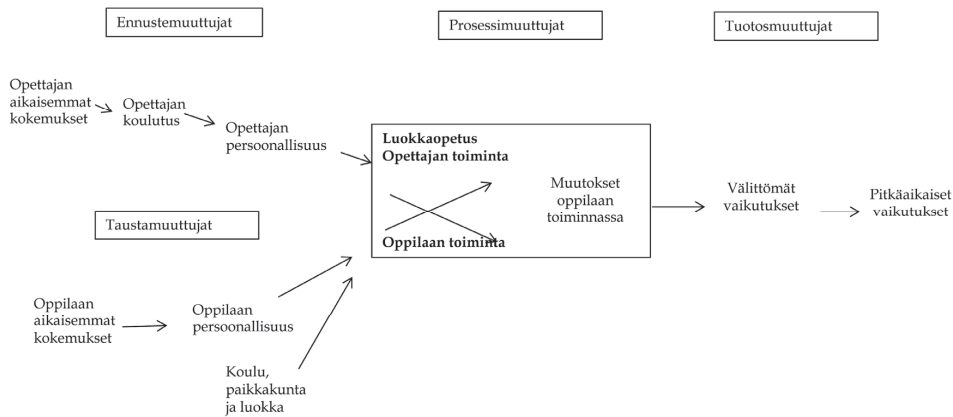 Ennustemuuttujat
Prosessimuuttujat
Tuotosmuuttujat
Opettajan
aikaisemmat
kokemukset
Opettajan
koulutus
Opettajan
persoonallisuus
Luokkaopetus
Opettajan toiminta
Muutokset
oppilaan
toiminnassa
Oppilaan toiminta
Välittömät
vaikutukset
Pitkäaikaiset
vaikutukset
Taustamuuttujat
Oppilaan
aikaisemmat
kokemukset
Oppilaan
persoonallisuus
Koulu,
paikkakunta
ja luokka